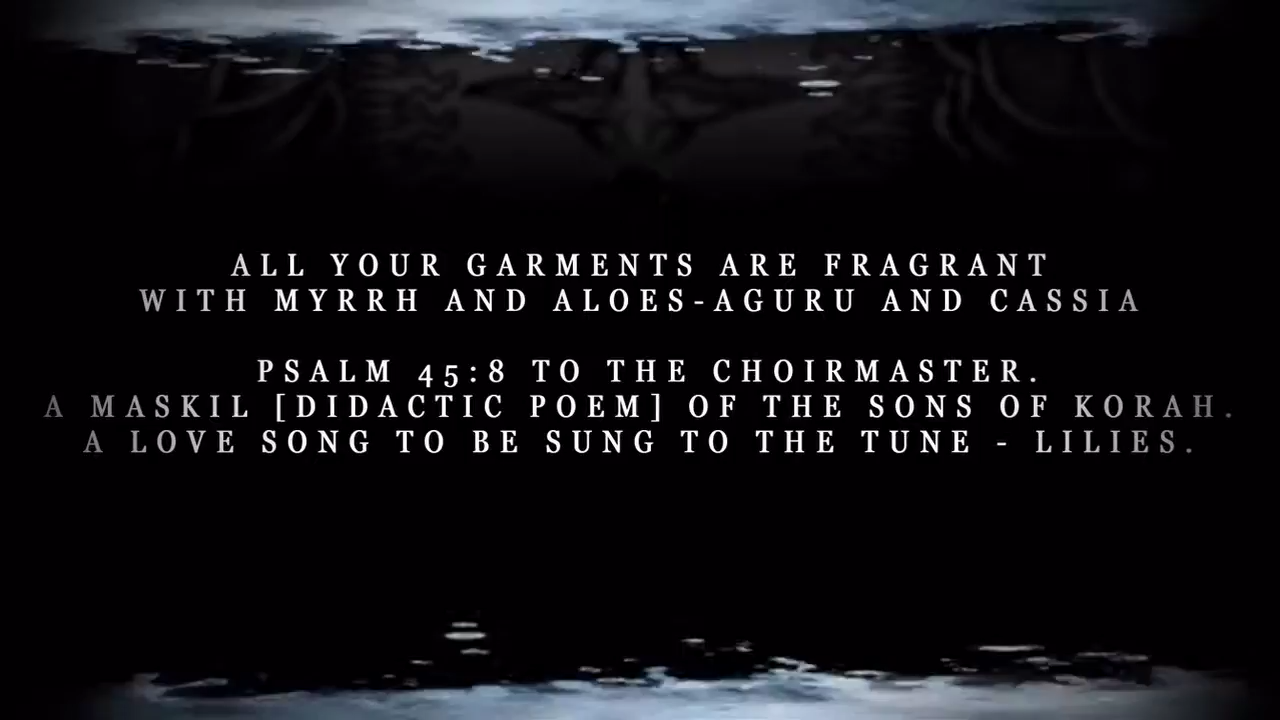 ALL YOUR GARMENTS ARE FRAGRANT
WITH MYRRH AND ALOES-AGURU AND CASSIA
PSALM 45:8 TO THE CHOIRMASTER.
A MASKIL [DIDACTIC POEM] OF THE SONS OF KORAH.
A LOVE SONG TO BE SUNG TO THE TUNE - LILIES.